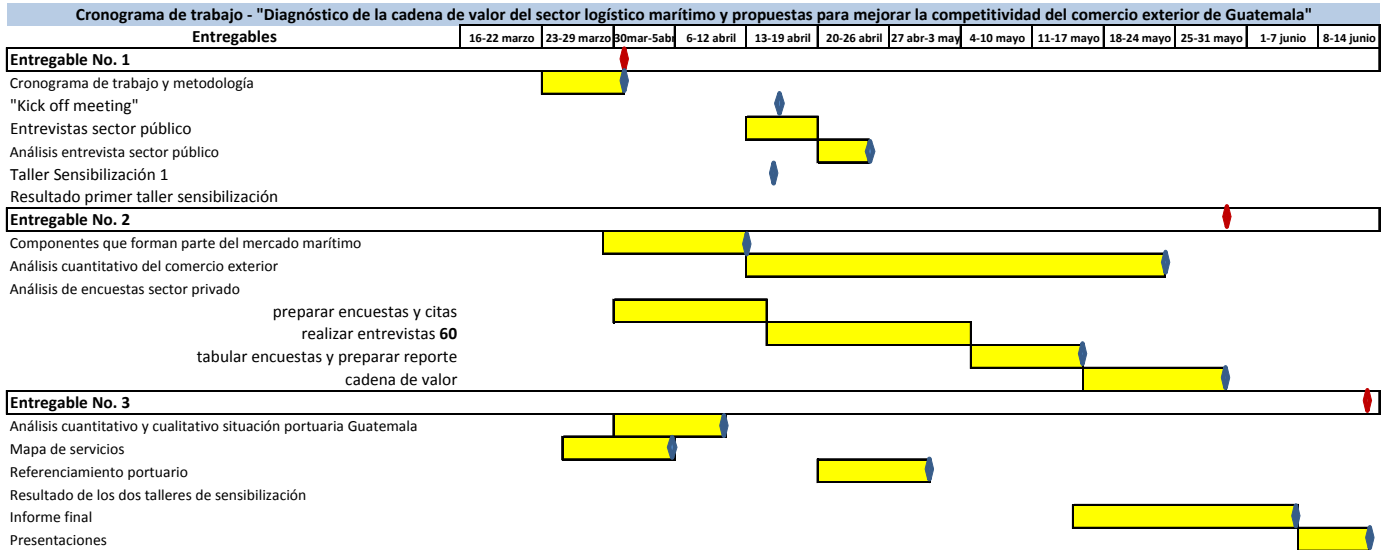 Cronograma de trabajo - "Diagnóstico de la cadena de valor del sector logístico marítimo y propuestas para mejorar la competitividad del comercio exterior de Guatemala"
Entregables 16-22 marzo 23-29 marzo 30mar-5abr 6-12 abril 13-19 abril 20-26 abril 27 abr-3 may 4-10 mayo 11-17 mayo 18-24 mayo 25-31 mayo 1-7 junio 8-14 junio
Entregable No. 1
Cronograma de trabajo y metodología
"Kick off meeting"
Entrevistas sector público
Análisis entrevista sector público
Taller Sensibilización 1
Resultado primer taller sensibilización
Entregable No. 2
Componentes que forman parte del mercado marítimo
Análisis cuantitativo del comercio exterior
Análisis de encuestas sector privado
preparar encuestas y citas
realizar entrevistas 60
tabular encuestas y preparar reporte
cadena de valor
Entregable No. 3
Análisis cuantitativo y cualitativo situación portuaria Guatemala
Mapa de servicios
Referenciamiento portuario
Resultado de los dos talleres de sensibilización
Informe final
Presentaciones